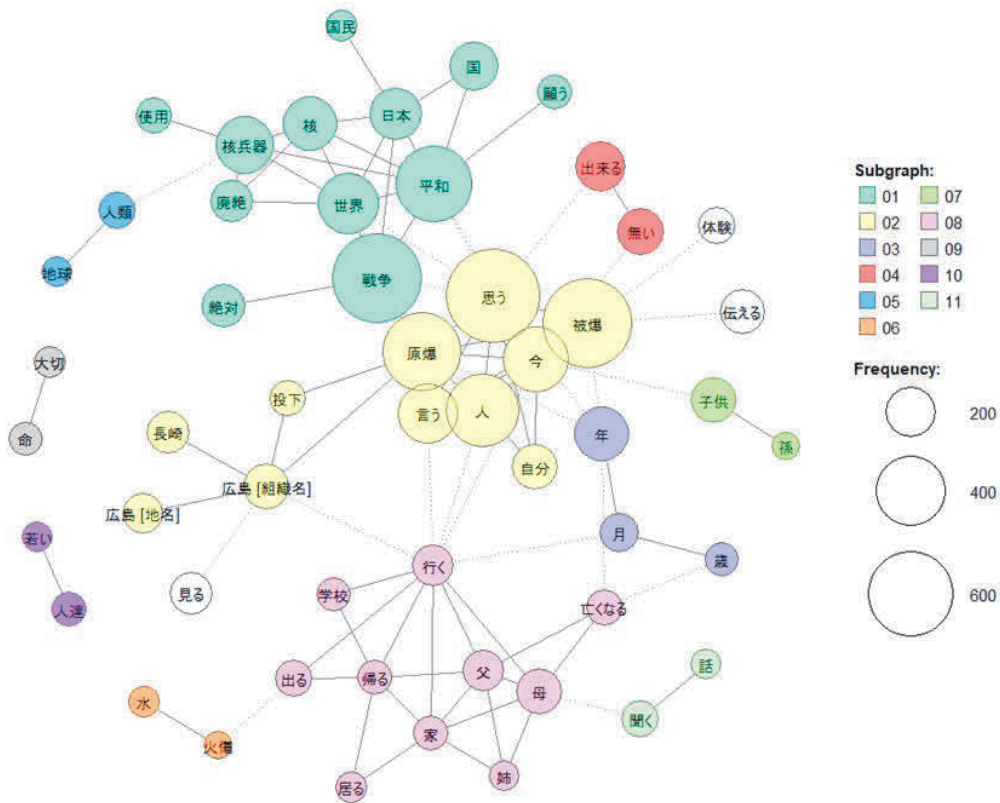 国民
国
願う
使用
核
日本
核兵器
平和
廃絶
世界
人類
地球
絶対
戦争
出来る
無い
体験
思う
被爆
伝える
原爆
今
大切
命
投下
言う
人
年
子供
孫
長崎
自分
広島 [組織名]
広島 [地名]
若い
人達
見る
月
歳
行く
学校
亡くなる
出る
帰る
父
母
話
聞く
水
火傷
家
居る
姉
Subgraph:
01 07
02 08
03 09
04 10
05 11
06
Frequency:
200
400
600